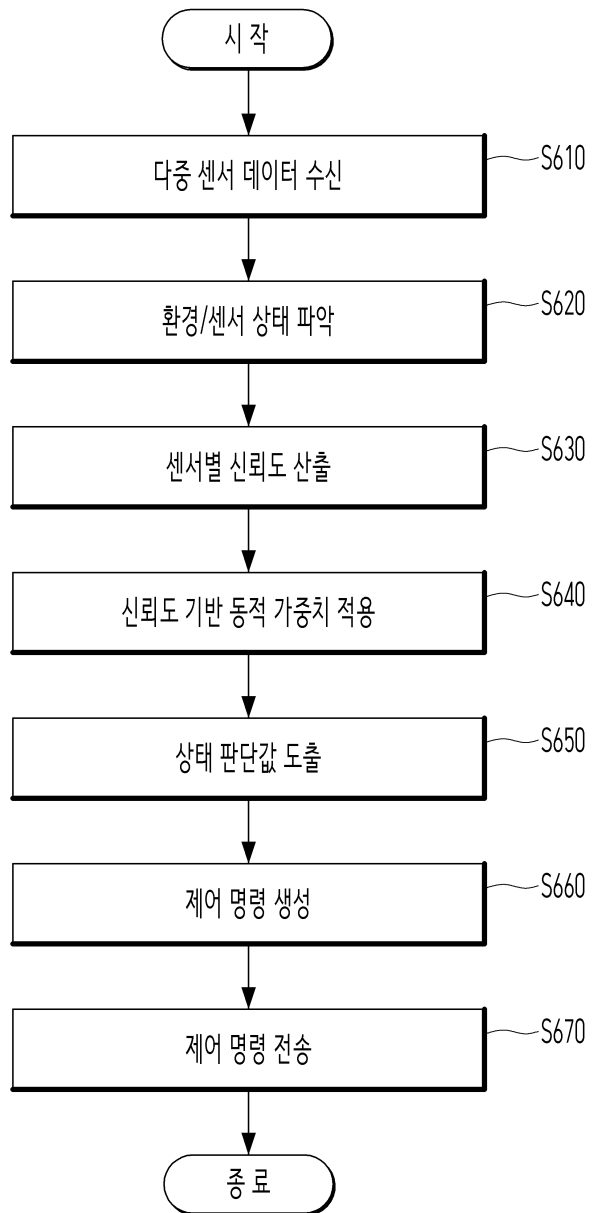 시 작
다중 센서 데이터 수신
S610
환경/센서 상태 파악
S620
센서별 신뢰도 산출
S630
신뢰도 기반 동적 가중치 적용
S640
상태 판단값 도출
S650
제어 명령 생성
S660
제어 명령 전송
S670
종 료